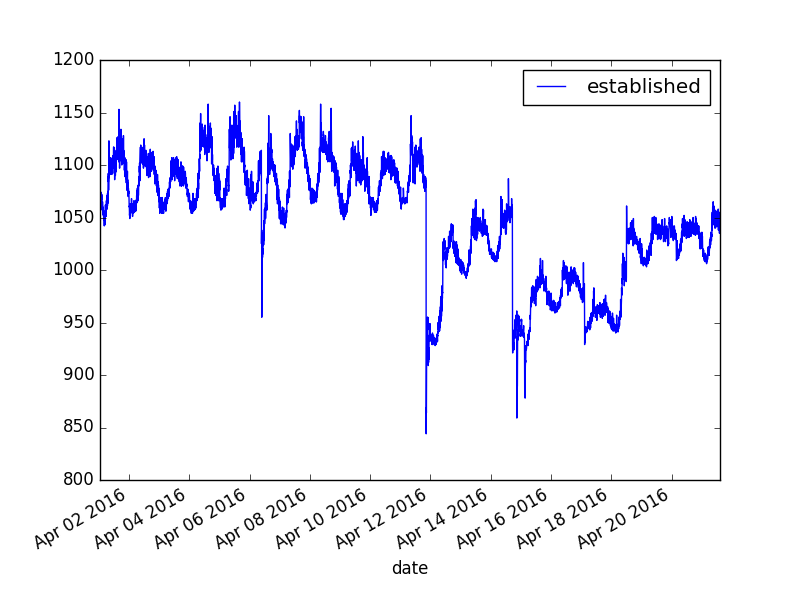 1200
established
1150
1100
1050
1000
950
900
850
800
Apr 02 2016
Apr 04 2016
Apr 06 2016
Apr 08 2016
Apr 10 2016
Apr 12 2016
Apr 14 2016
Apr 16 2016
Apr 18 2016
Apr 20 2016
date